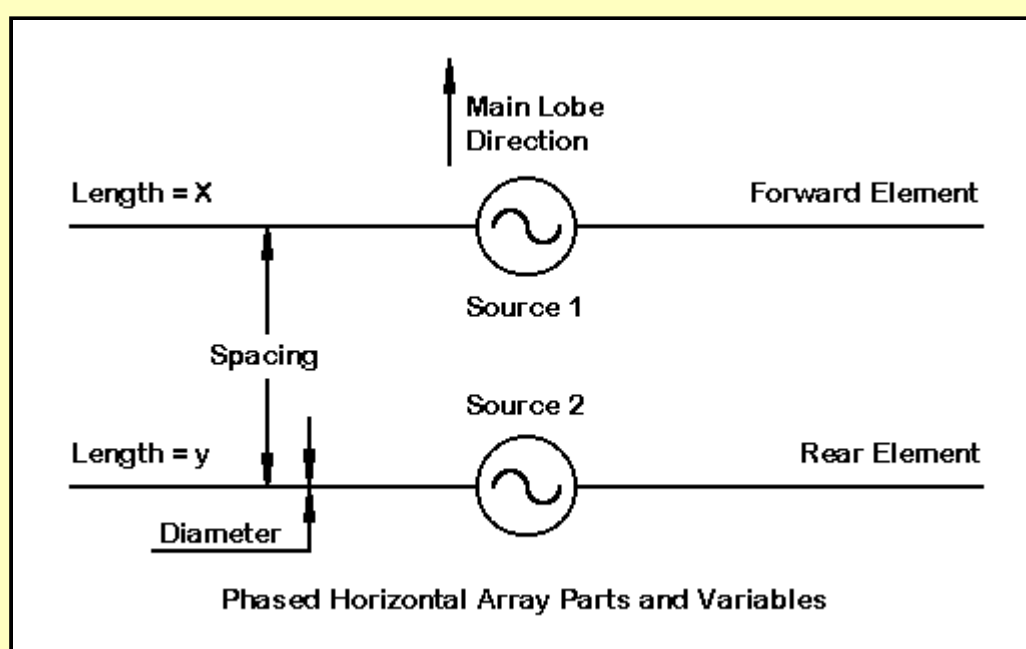 Main Lobe
Direction
Length = X
Forward Element
Source 1
Spacing
Source 2
Length = y
Rear Element
Diameter
Phased Horizontal Array Parts and Variables